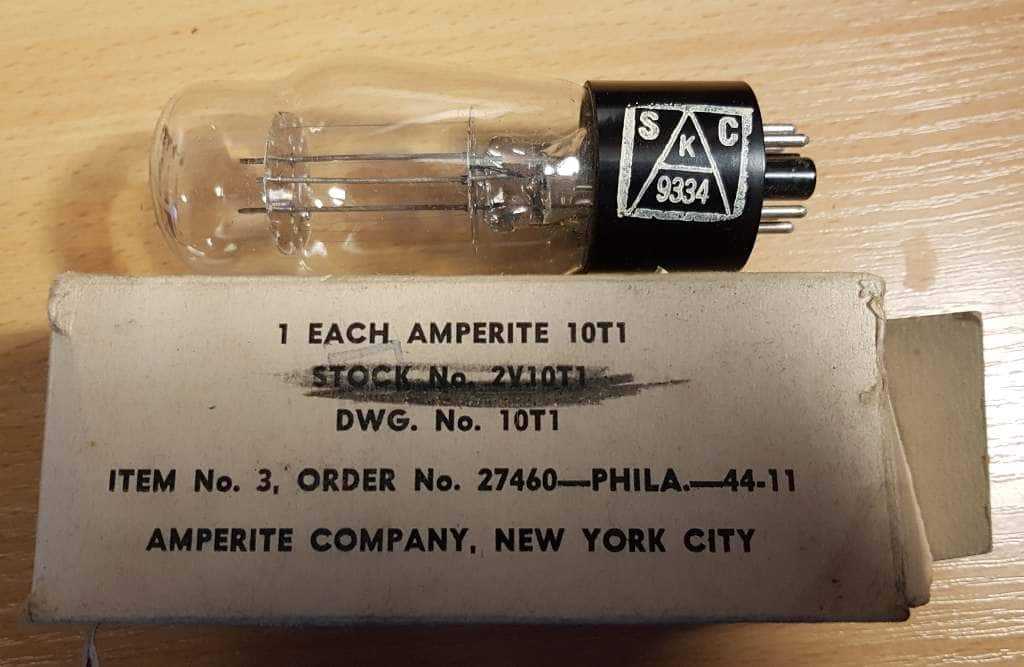 S C
K
9334
1 EACH AMPERITE 10T1
STOCK No. 2V10T1
DWG. No. 10T1
ITEM No. 3, ORDER No. 27460—PHILA.—44-11
AMPERITE COMPANY, NEW YORK CITY